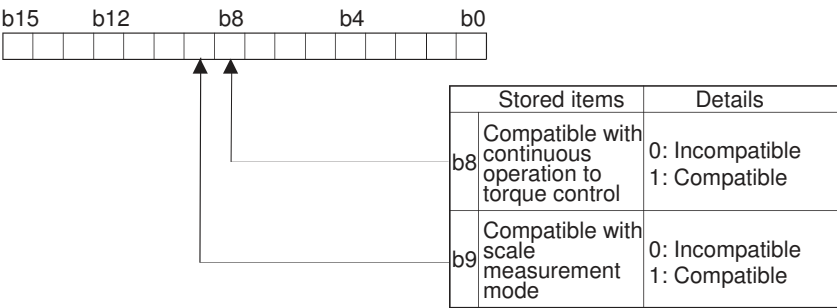 b15 b12 b8 b4 b0
Stored items Details
b8 Compatible with continuous operation to torque control 0: Incompatible 1: Compatible
b9 Compatible with scale measurement mode 0: Incompatible 1: Compatible